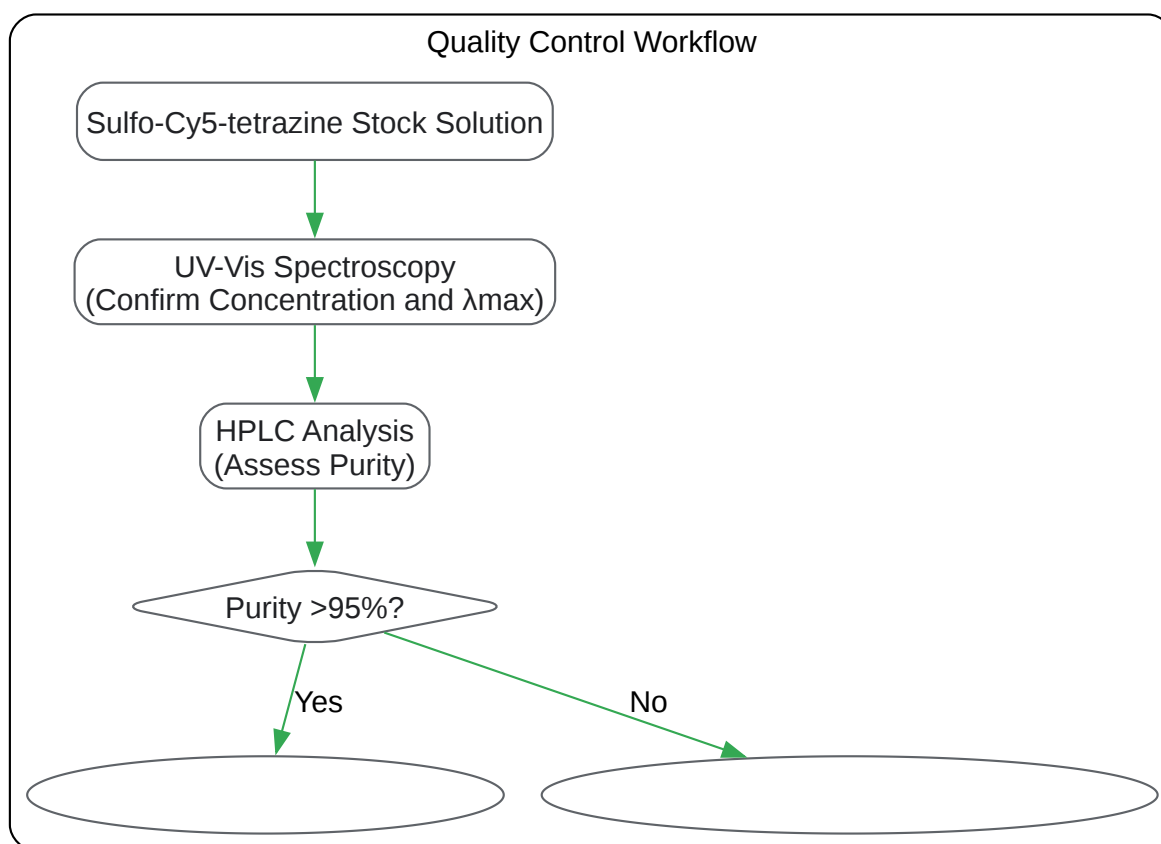 Quality Control Workflow
Sulfo-Cy5-tetrazine Stock Solution
UV-Vis Spectroscopy
(Confirm Concentration and λmax)
HPLC Analysis
(Assess Purity)
Purity >95%?
Yes
No